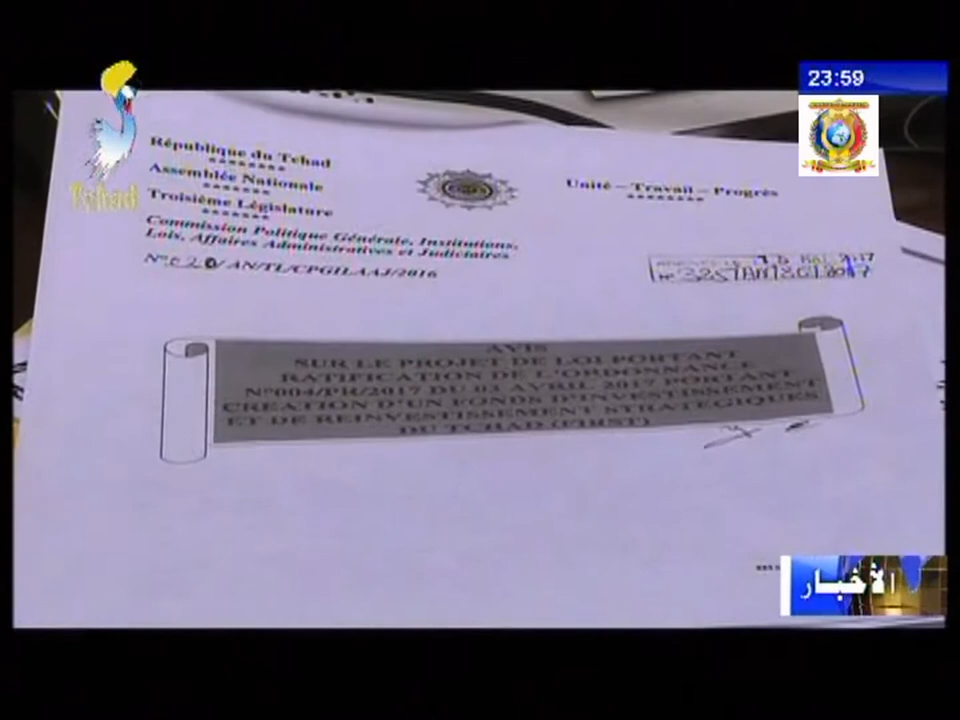 23:59
Tchad
République du Tchad
Assemblée Nationale
Troisième Législature
Commission Politique Générale, Institutions,
Lois, Affaires Administratives et Judiciaires
/AN/TL/CPGILAAJ/2016
Unité – Travail – Progrès
AVIS
SUR LE PROJET DE LOI PORTANT
RATIFICATION DE L'ORDONNANCE
N°004/PR/2017 DU 03 AVRIL 2017 PORTANT
CREATION D'UN FONDS D'INVESTISSEMENT
ET DE REINVESTISSEMENT STRATEGIQUES
DU TCHAD (FIRST)
الأخبار